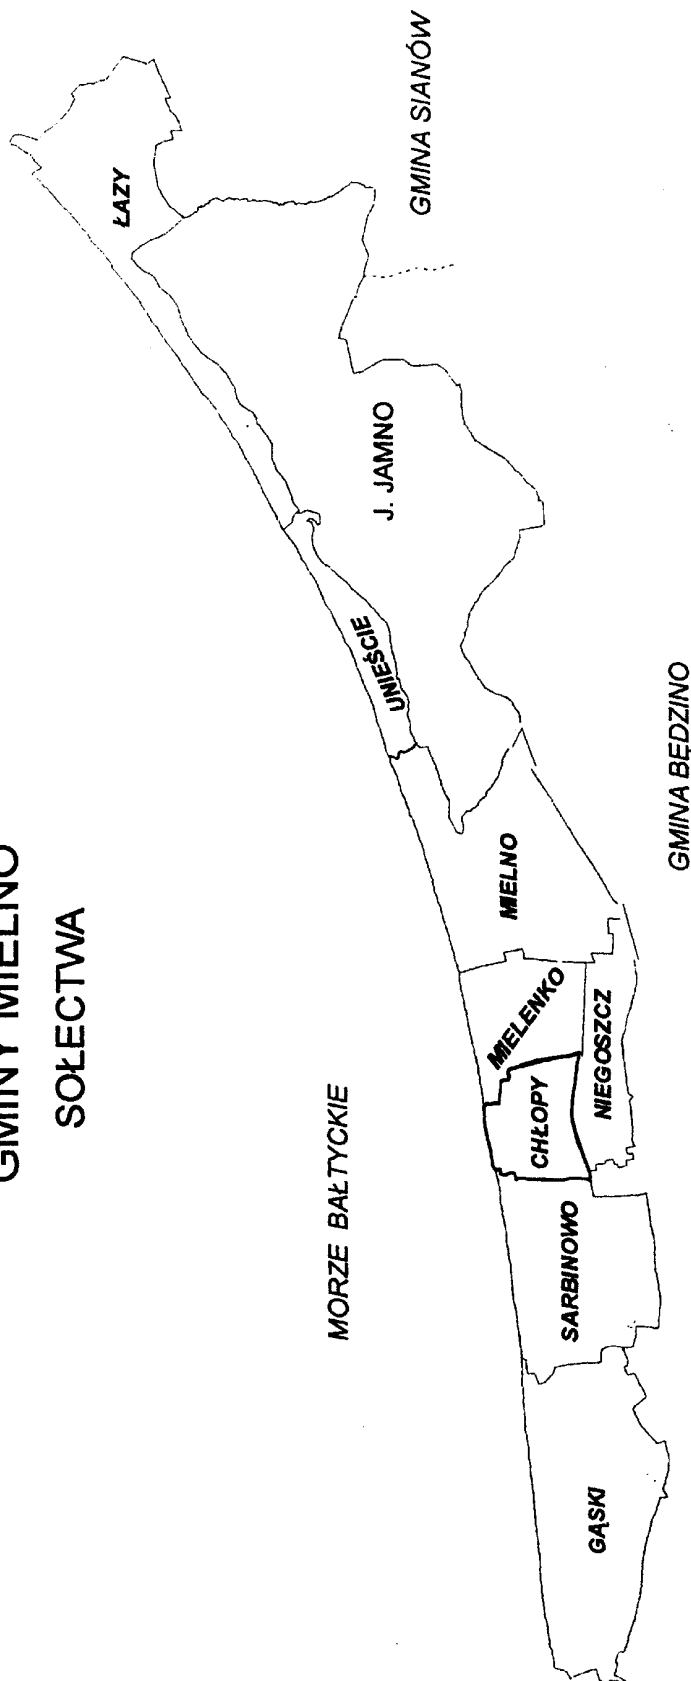 GMINY MIELNO
SOŁECTWA
MORZE BAŁTYCKIE
GĄSKI
SARBINOWO
CHŁOPY
MIELENKO
NIEGOSZCZ
MIELNO
UNIEŚCIE
J. JAMNO
ŁAZY
GMINA BĘDZINO
GMINA SIANÓW